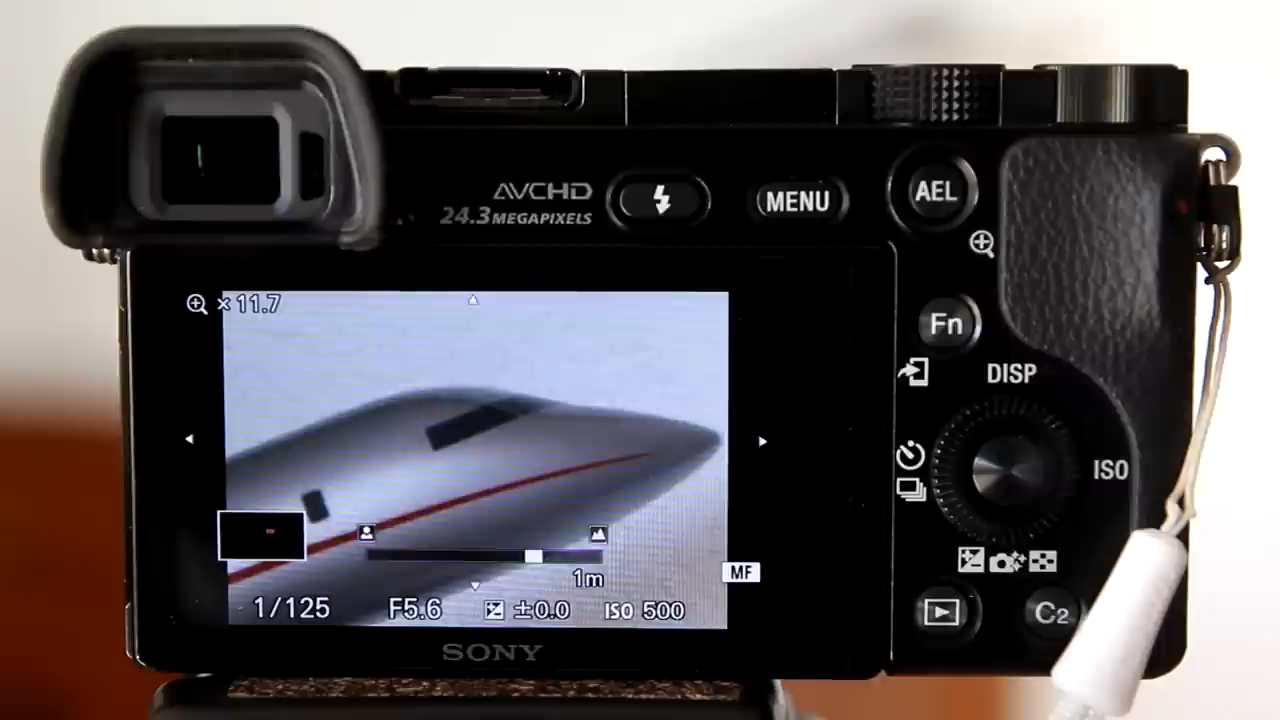 AVCHD
24.3 MEGAPIXELS
MENU
AEL
× 11.7
Fn
DISP
ISO
1m
MF
1/125 F5.6 ±0.0 ISO 500
C2
SONY